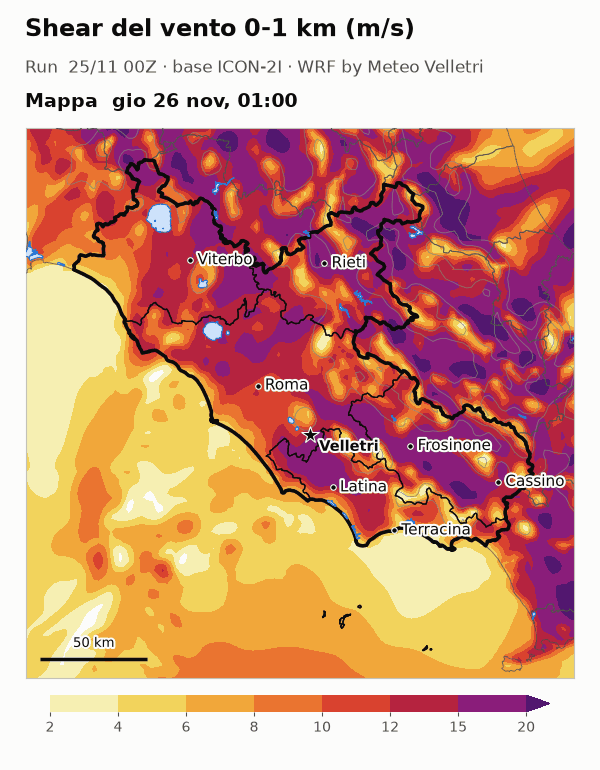 Shear del vento 0-1 km (m/s)
Run  25/11 00Z · base ICON-2I · WRF by Meteo Velletri
Mappa  gio 26 nov, 01:00
Viterbo
Rieti
Roma
Velletri
Frosinone
Cassino
Latina
Terracina
50 km
2 4 6 8 10 12 15 20